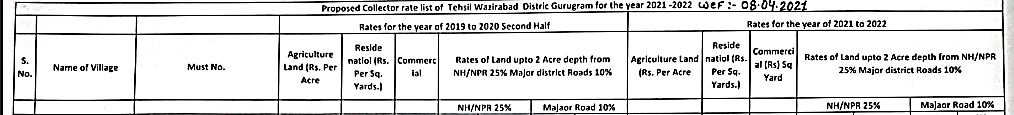 Proposed Collector rate list of Tehsil Wazirabad Distric Gurugram for the year 2021 -2022 WEF :- 08.04.2021
Rates for the year of 2019 to 2020 Second Half
Rates for the year of 2021 to 2022
S. No.
Name of Village
Must No.
Agriculture
Land (Rs. Per
Acre
Reside
natiol (Rs.
Per Sq.
Yards.)
Commerc
ial
Rates of Land upto 2 Acre depth from
NH/NPR 25% Major district Roads 10%
Agriculture Land
(Rs. Per Acre
Reside
natiol (Rs.
Per Sq.
Yards.)
Commerci
al (Rs) Sq
Yard
Rates of Land upto 2 Acre depth from NH/NPR
25% Major district Roads 10%
NH/NPR 25%
Majaor Road 10%
NH/NPR 25%
Majaor Road 10%